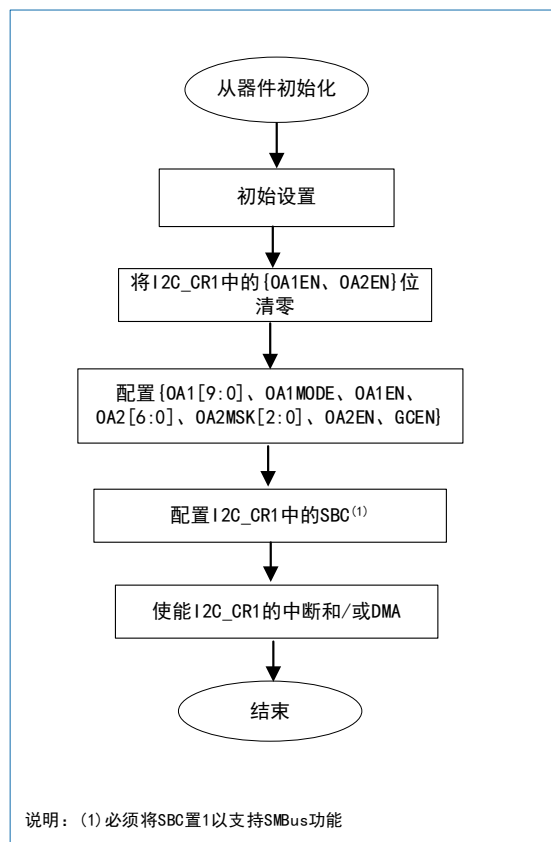 从器件初始化
初始设置
将I2C_CR1中的{OA1EN、OA2EN}位
清零
配置{OA1[9:0]、OA1MODE、OA1EN、
OA2[6:0]、OA2MSK[2:0]、OA2EN、GCEN}
配置I2C_CR1中的SBC(1)
使能I2C_CR1的中断和/或DMA
结束
说明：(1)必须将SBC置1以支持SMBus功能